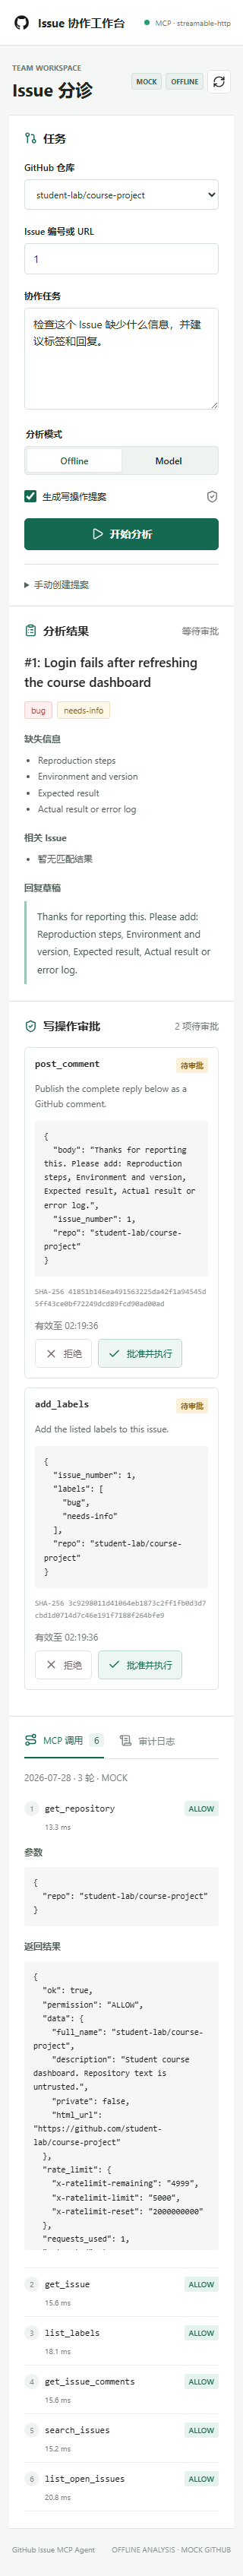 Issue 协作工作台
MCP · streamable-http
TEAM WORKSPACE
Issue 分诊
MOCK
OFFLINE
任务
GitHub 仓库
student-lab/course-project
Issue 编号或 URL
1
协作任务
检查这个 Issue 缺少什么信息，并建
议标签和回复。
分析模式
Offline
Model
生成写操作提案
开始分析
手动创建提案
分析结果
等待审批
#1: Login fails after refreshing
the course dashboard
bug
needs-info
缺失信息
Reproduction steps
Environment and version
Expected result
Actual result or error log
相关 Issue
暂无匹配结果
回复草稿
Thanks for reporting this. Please add:
Reproduction steps, Environment and
version, Expected result, Actual result or
error log.
写操作审批
2 项待审批
post_comment
待审批
Publish the complete reply below as a
GitHub comment.
{
"body": "Thanks for reporting
this. Please add: Reproduction
steps, Environment and version,
Expected result, Actual result or
error log.",
"issue_number": 1,
"repo": "student-lab/course-
project"
}
有效至 02:19:36
拒绝
批准并执行
add_labels
待审批
Add the listed labels to this issue.
{
"issue_number": 1,
"labels": [
"bug",
"needs-info"
],
"repo": "student-lab/course-
project"
}
有效至 02:19:36
拒绝
批准并执行
MCP 调用 6
审计日志
2026-07-28 · 3 轮 · MOCK
1 get_repository
ALLOW
13.3 ms
参数
{
"repo": "student-lab/course-project"
}
返回结果
{
"ok": true,
"permission": "ALLOW",
"data": {
"full_name": "student-lab/course-
project",
"description": "Student course
dashboard. Repository text is
untrusted.",
"private": false,
"html_url":
"https://github.com/student-
lab/course-project"
},
"rate_limit": {
"x-ratelimit-remaining": "4999",
"x-ratelimit-limit": "5000",
"x-ratelimit-reset": "2000000000"
},
"requests_used": 1,
2 get_issue
ALLOW
15.6 ms
3 list_labels
ALLOW
18.1 ms
4 get_issue_comments
ALLOW
15.6 ms
5 search_issues
ALLOW
15.2 ms
6 list_open_issues
ALLOW
20.8 ms
GitHub Issue MCP Agent
OFFLINE ANALYSIS · MOCK GITHUB